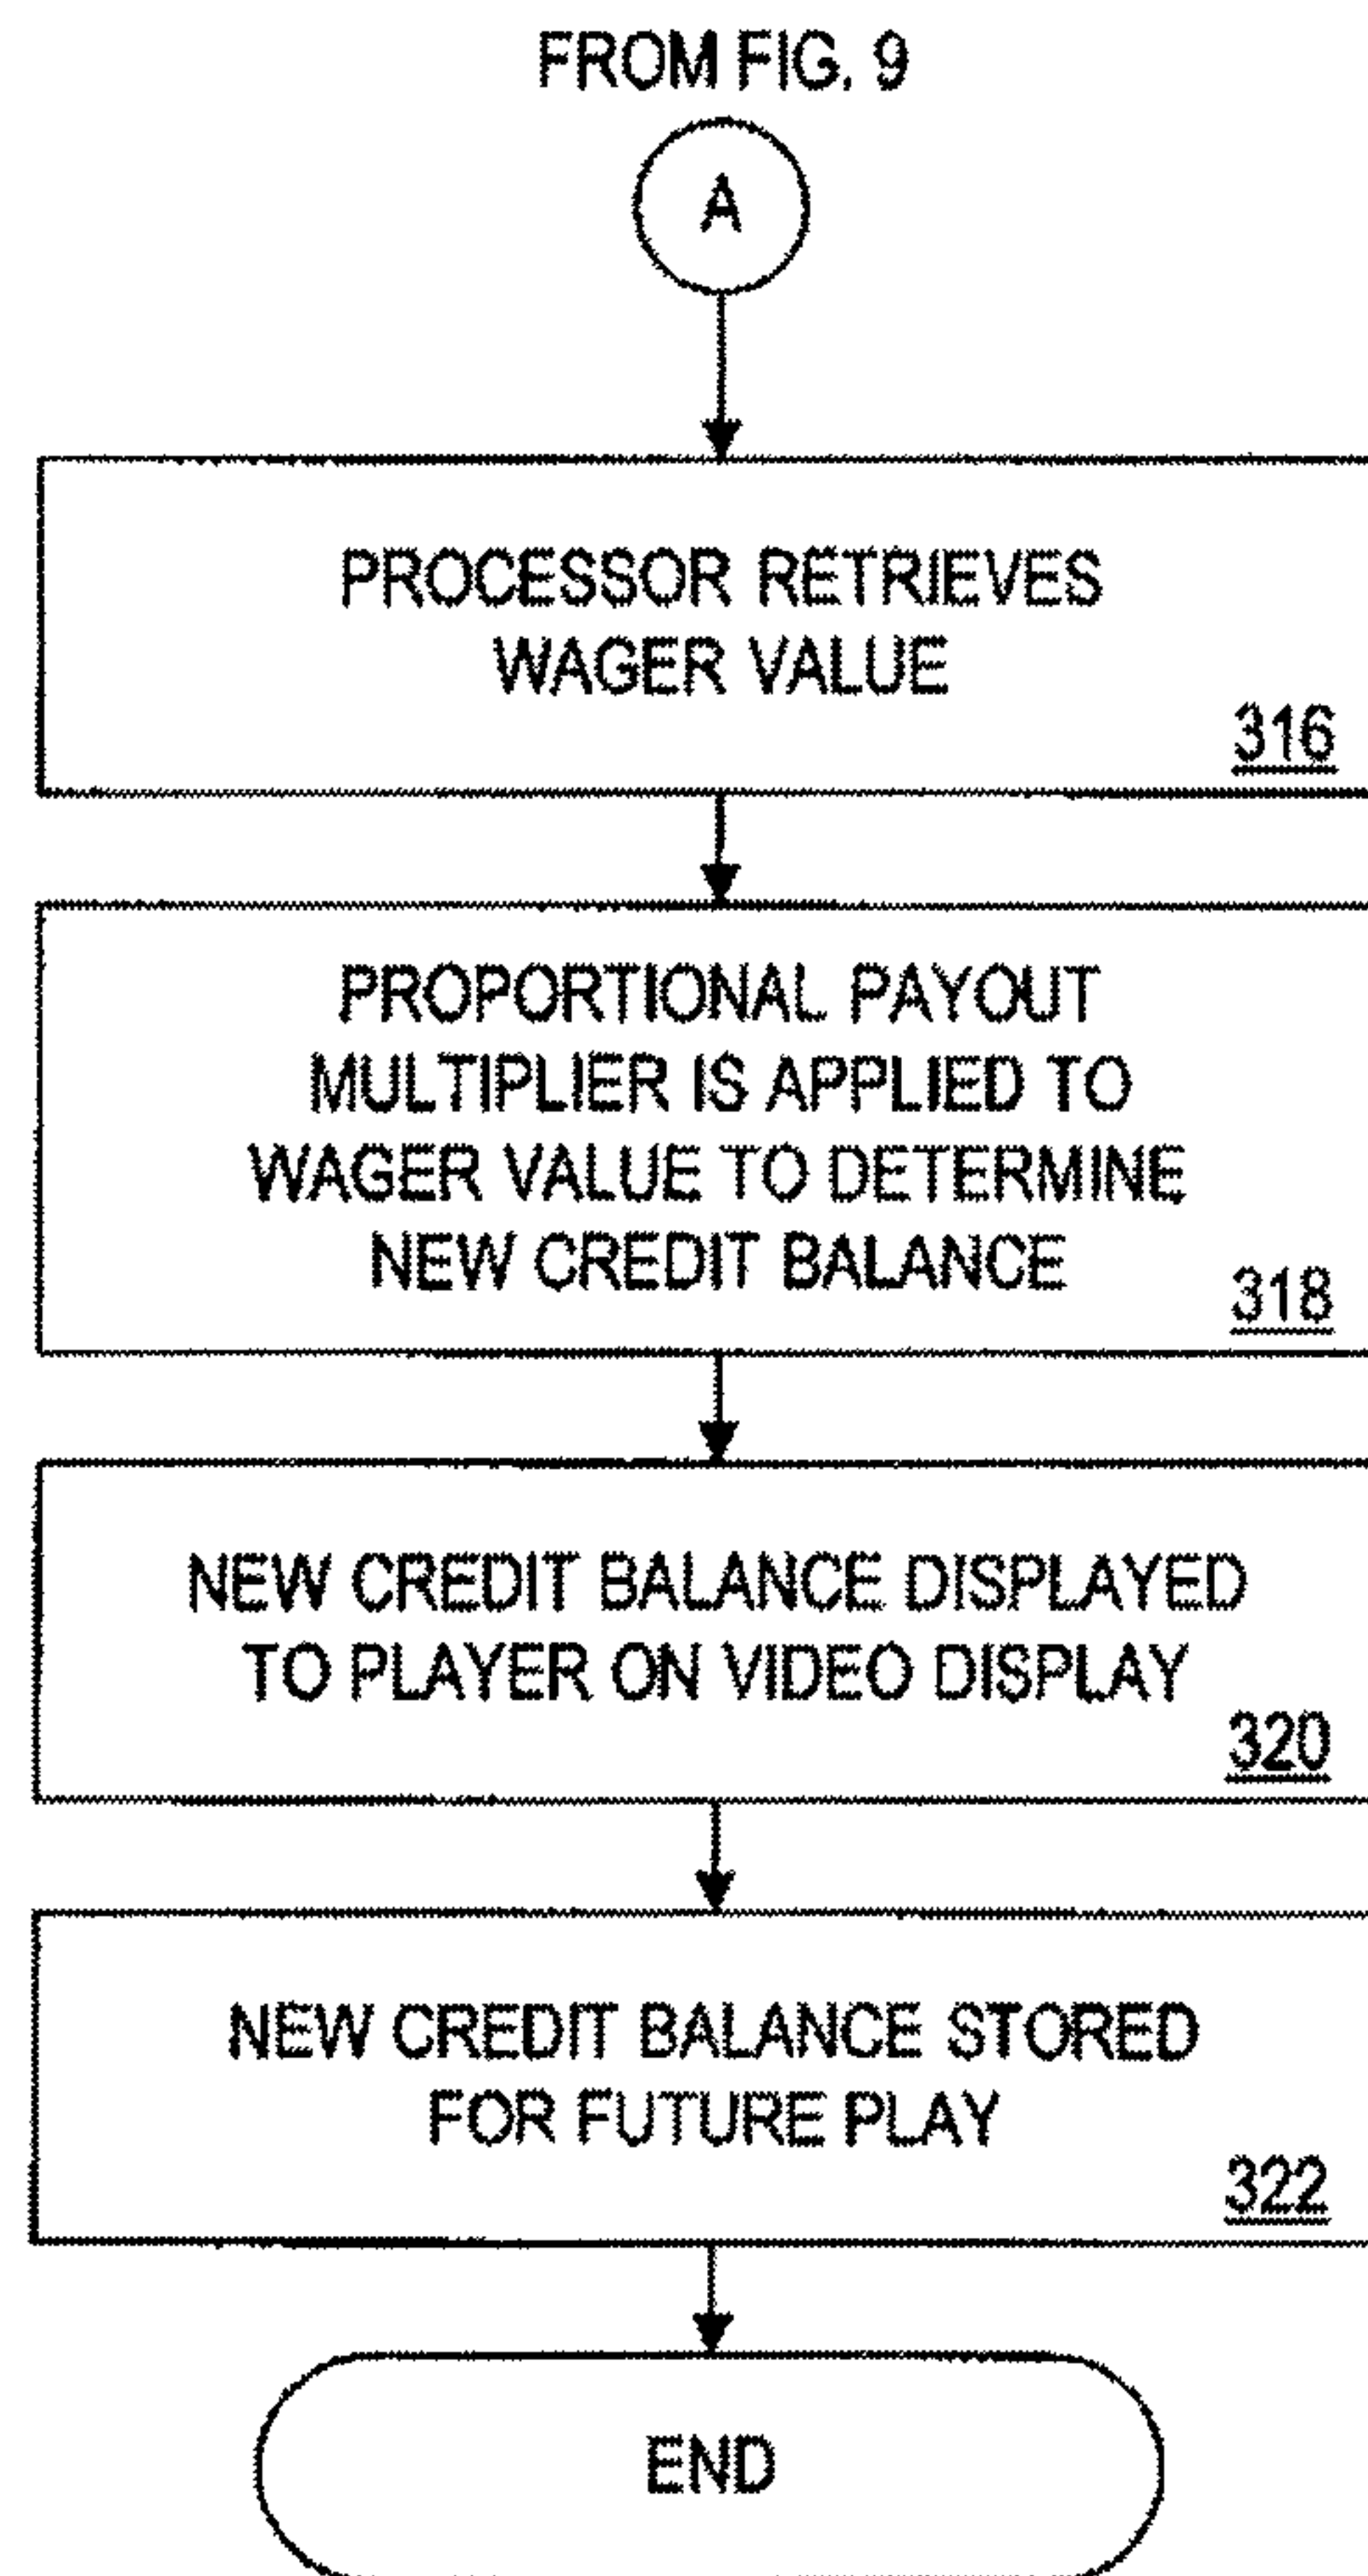 FROM FIG. 9
A
PROCESSOR RETRIEVES
WAGER VALUE
316
PROPORTIONAL PAYOUT
MULTIPLIER IS APPLIED TO
WAGER VALUE TO DETERMINE
NEW CREDIT BALANCE
318
NEW CREDIT BALANCE DISPLAYED
TO PLAYER ON VIDEO DISPLAY
320
NEW CREDIT BALANCE STORED
FOR FUTURE PLAY
322
END